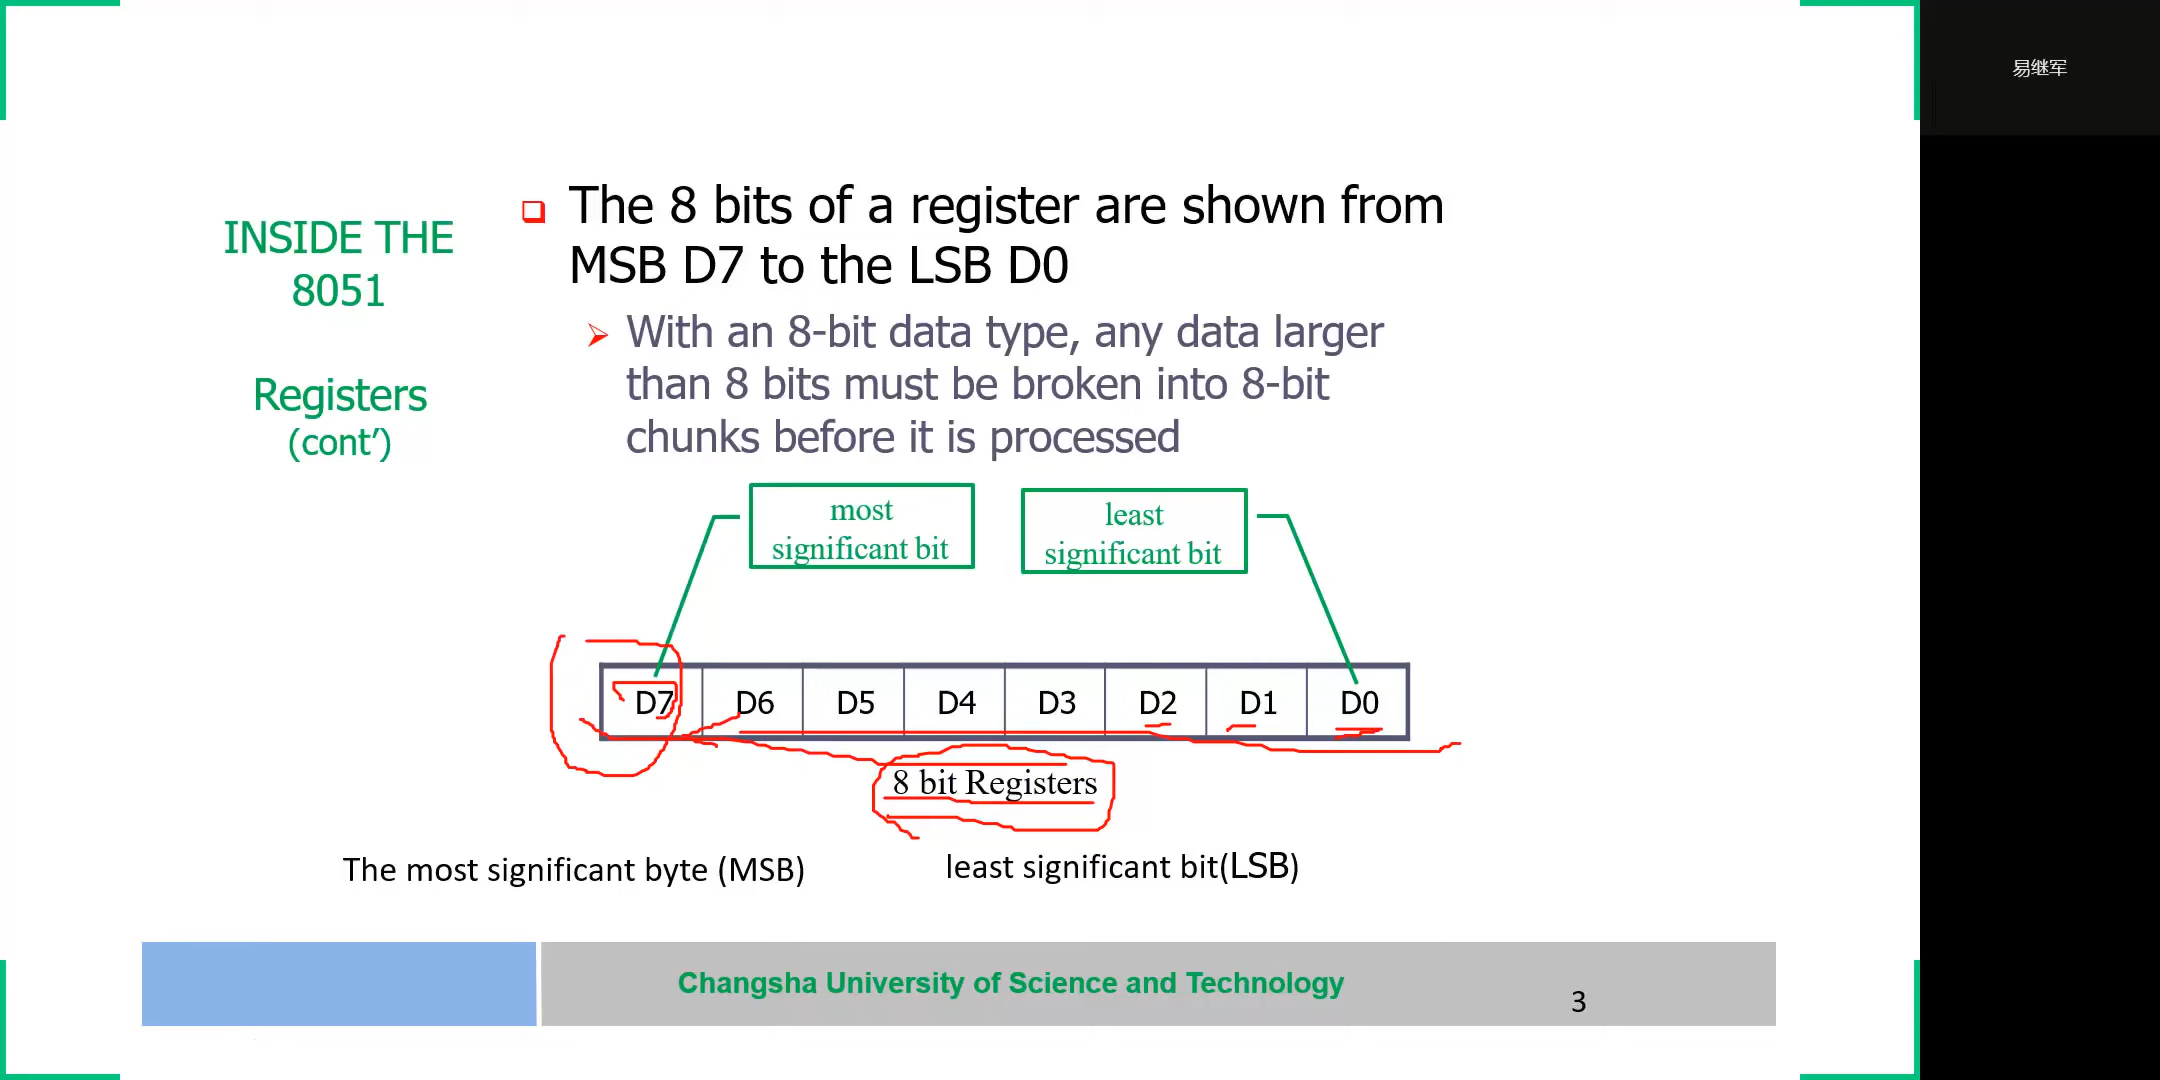 易继军
INSIDE THE
8051
Registers
(cont’)
❑ The 8 bits of a register are shown from
MSB D7 to the LSB D0
➢ With an 8-bit data type, any data larger
than 8 bits must be broken into 8-bit
chunks before it is processed
most
significant bit
least
significant bit
D7 D6 D5 D4 D3 D2 D1 D0
8 bit Registers
The most significant byte (MSB)
least significant bit(LSB)
Changsha University of Science and Technology
3